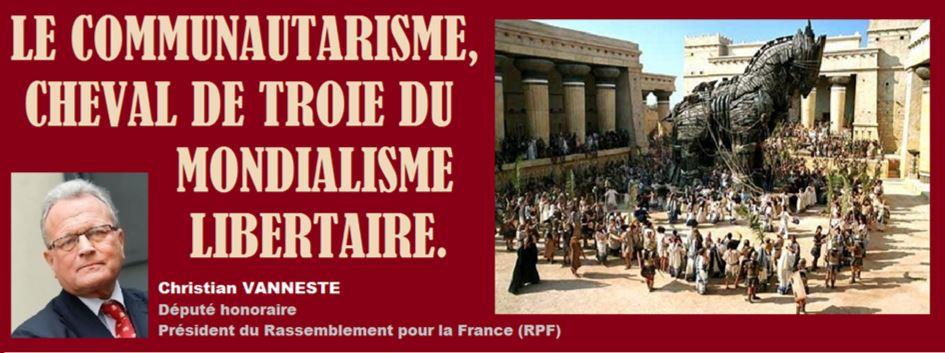 LE COMMUNAUTARISME,
CHEVAL DE TROIE DU
MONDIALISME
LIBERTAIRE.
Christian VANNESTE
Député honoraire
Président du Rassemblement pour la France (RPF)